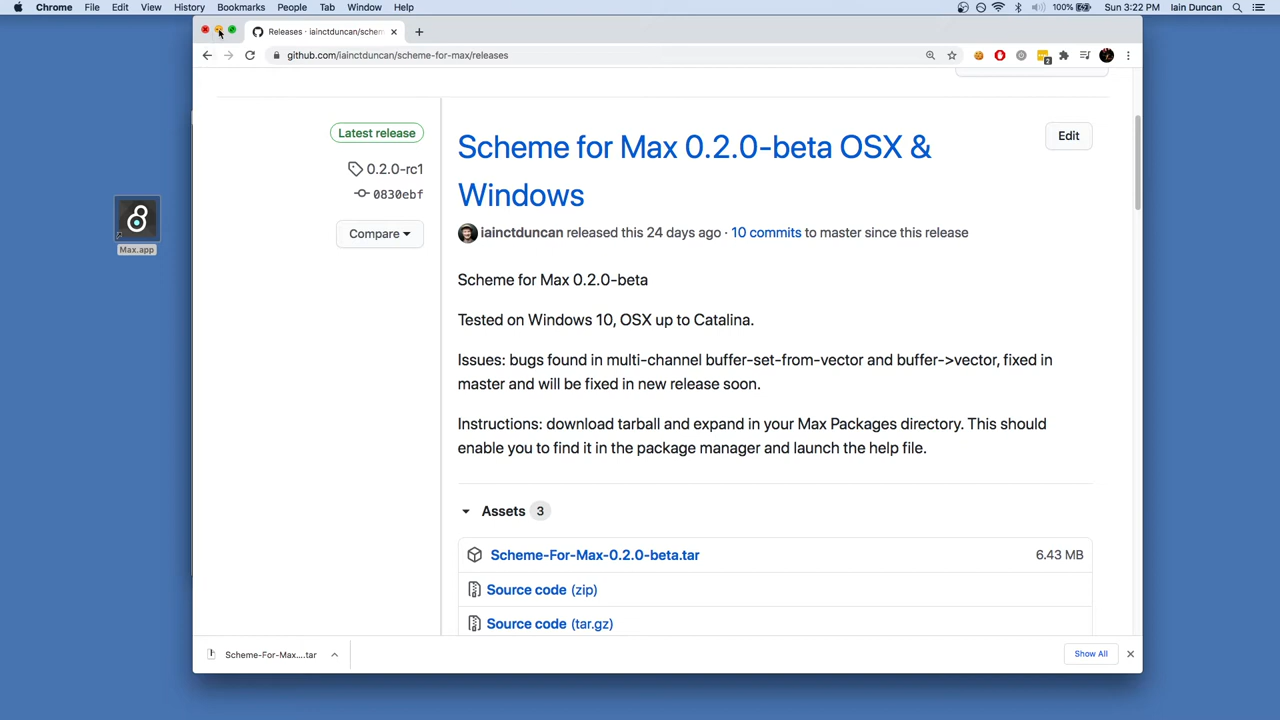 Chrome File Edit View History Bookmarks People Tab Window Help 100% Sun 3:22 PM Iain Duncan
Releases · iainctduncan/schem
github.com/iainctduncan/scheme-for-max/releases
2
Latest release
0.2.0-rc1
0830ebf
Compare
Scheme for Max 0.2.0-beta OSX &
Windows
Edit
iainctduncan released this 24 days ago · 10 commits to master since this release
Scheme for Max 0.2.0-beta
Tested on Windows 10, OSX up to Catalina.
Issues: bugs found in multi-channel buffer-set-from-vector and buffer->vector, fixed in
master and will be fixed in new release soon.
Instructions: download tarball and expand in your Max Packages directory. This should
enable you to find it in the package manager and launch the help file.
Assets 3
Scheme-For-Max-0.2.0-beta.tar 6.43 MB
Source code (zip)
Source code (tar.gz)
Scheme-For-Max....tar
Show All
Max.app